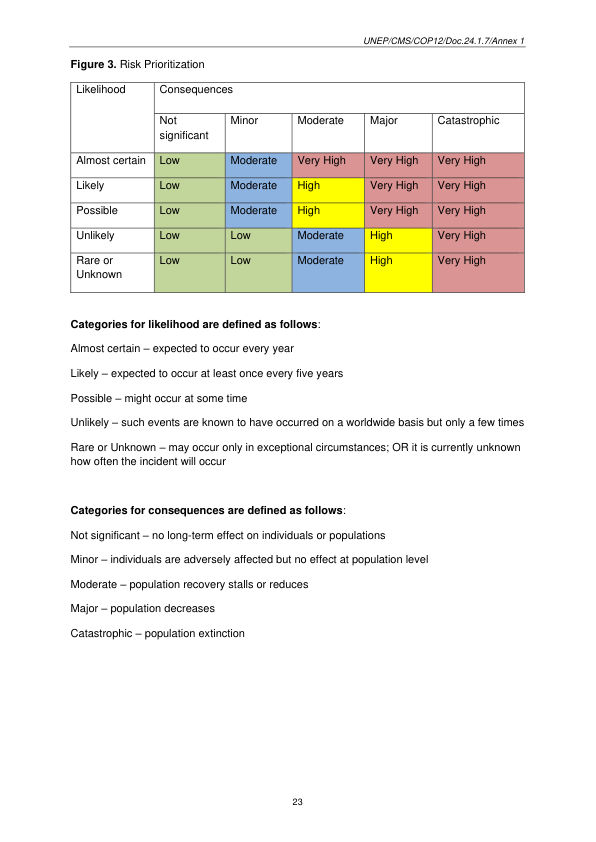 UNEP/CMS/COP12/Doc.24.1.7/Annex 1
Figure 3. Risk Prioritization
Likelihood Consequences
Not significant Minor Moderate Major Catastrophic
Almost certain Low Moderate Very High Very High Very High
Likely Low Moderate High Very High Very High
Possible Low Moderate High Very High Very High
Unlikely Low Low Moderate High Very High
Rare or Unknown Low Low Moderate High Very High
Categories for likelihood are defined as follows:
Almost certain – expected to occur every year
Likely – expected to occur at least once every five years
Possible – might occur at some time
Unlikely – such events are known to have occurred on a worldwide basis but only a few times
Rare or Unknown – may occur only in exceptional circumstances; OR it is currently unknown
how often the incident will occur
Categories for consequences are defined as follows:
Not significant – no long-term effect on individuals or populations
Minor – individuals are adversely affected but no effect at population level
Moderate – population recovery stalls or reduces
Major – population decreases
Catastrophic – population extinction
23